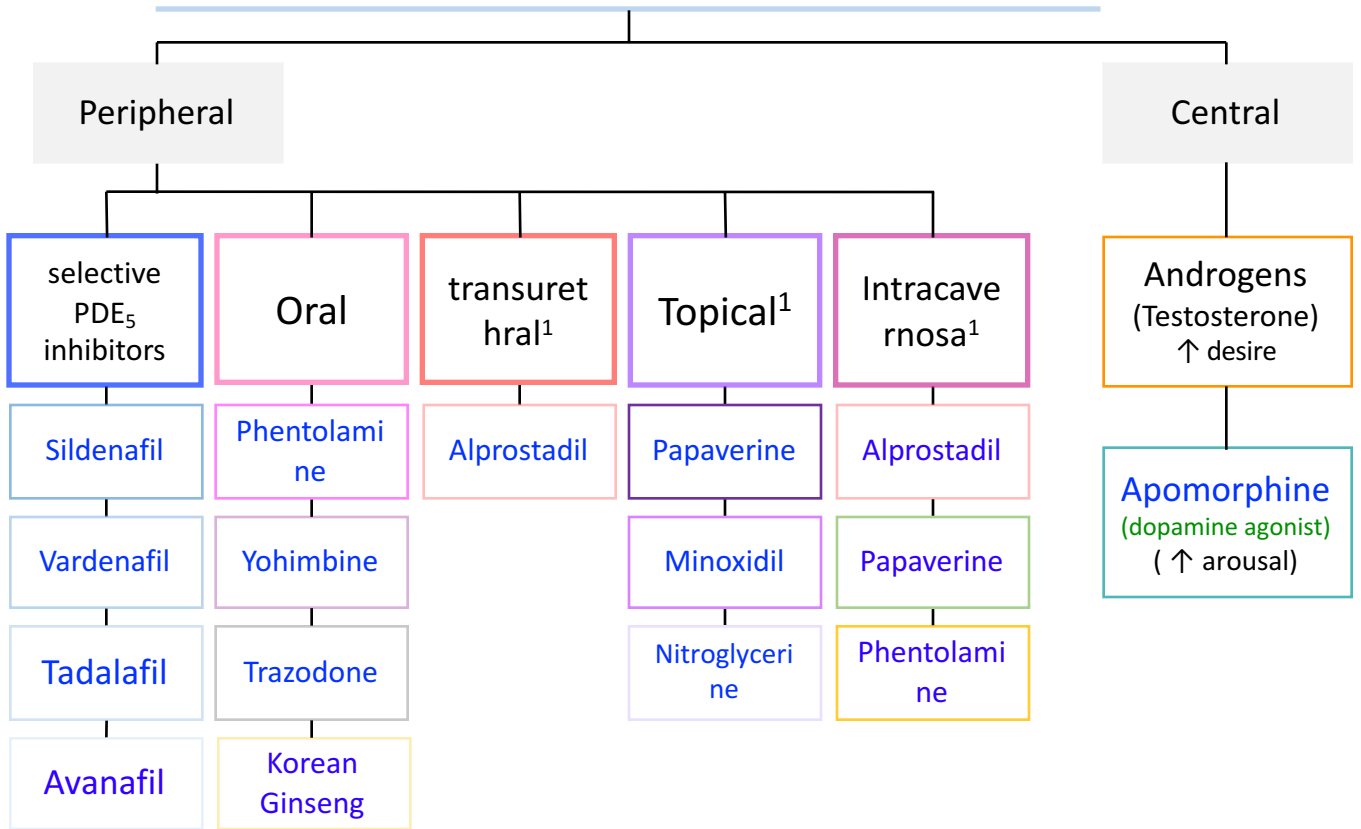 Peripheral
Central
selective
PDE₅
inhibitors
Oral
transuret
hral¹
Topical¹
Intracave
rnosa¹
Androgens
(Testosterone)
↑ desire
Sildenafil
Phentolami
ne
Alprostadil
Papaverine
Alprostadil
Apomorphine
(dopamine agonist)
( ↑ arousal)
Vardenafil
Yohimbine
Minoxidil
Papaverine
Tadalafil
Trazodone
Nitroglyceri
ne
Phentolami
ne
Avanafil
Korean
Ginseng